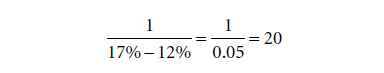 1 / (17% – 12%) = 1 / 0.05 = 20